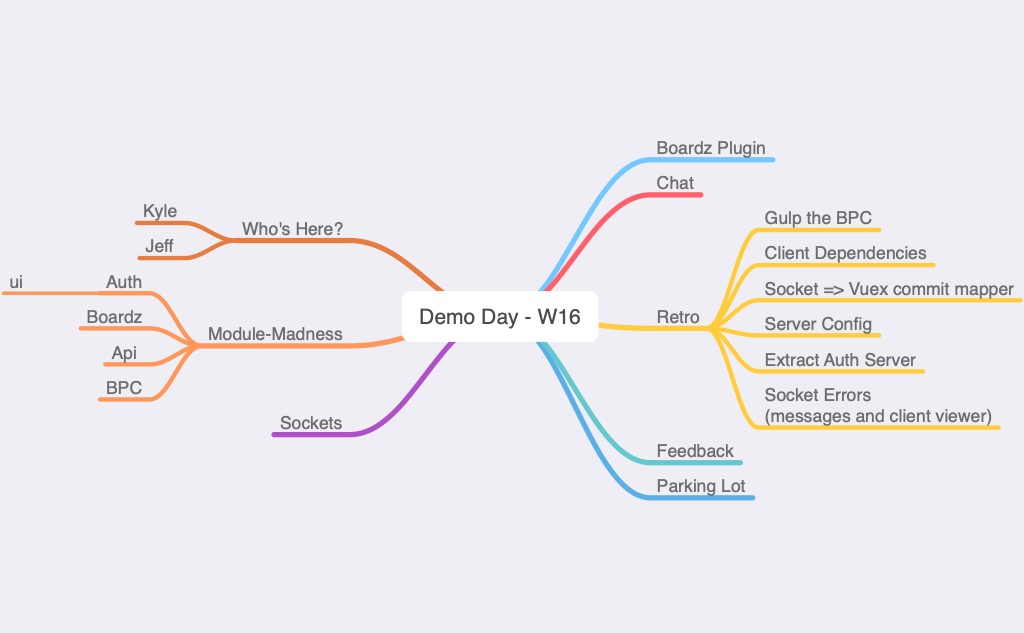 Demo Day - W16
Boardz Plugin
Chat
Retro
Gulp the BPC
Client Dependencies
Socket => Vuex commit mapper
Server Config
Extract Auth Server
Socket Errors
(messages and client viewer)
Feedback
Parking Lot
Who's Here?
Kyle
Jeff
Module-Madness
Auth
ui
Boardz
Api
BPC
Sockets